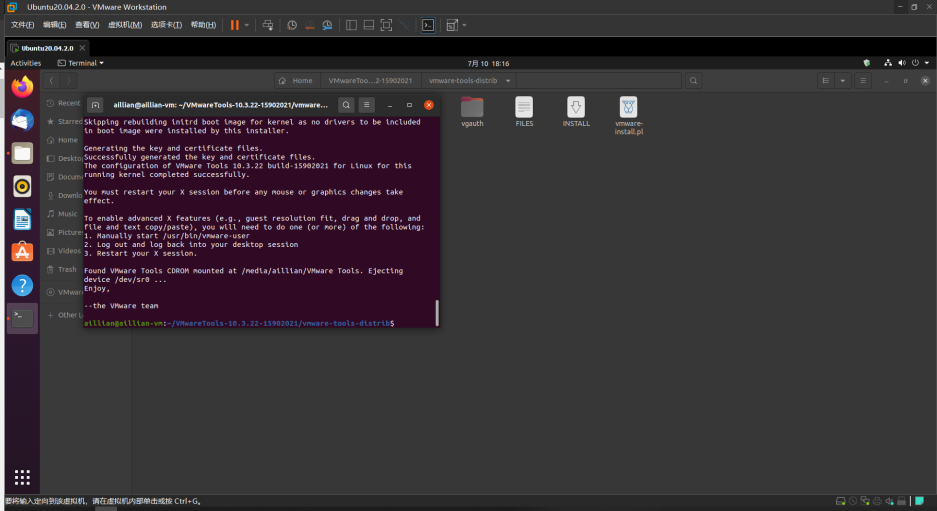 Ubuntu20.04.2.0 - VMware Workstation
文件(F) 编辑(E) 查看(V) 虚拟机(M) 选项卡(T) 帮助(H)
Ubuntu20.04.2.0
Activities Terminal 7月 10 18:16
Home VMwareToo...2-15902021 vmware-tools-distrib
Recent
Starred
Home
Desktop
Docum
Downlo
Music
Picture
Videos
Trash
VMwar
Other L
aillian@aillian-vm: ~/VMwareTools-10.3.22-15902021/vmware...
Skipping rebuilding initrd boot image for kernel as no drivers to be included
in boot image were installed by this installer.
Generating the key and certificate files.
Successfully generated the key and certificate files.
The configuration of VMware Tools 10.3.22 build-15902021 for Linux for this
running kernel completed successfully.
You must restart your X session before any mouse or graphics changes take
effect.
To enable advanced X features (e.g., guest resolution fit, drag and drop, and
file and text copy/paste), you will need to do one (or more) of the following:
1. Manually start /usr/bin/vmware-user
2. Log out and log back into your desktop session
3. Restart your X session.
Found VMware Tools CDROM mounted at /media/aillian/VMware Tools. Ejecting
device /dev/sr0 ...
Enjoy,
--the VMware team
aillian@aillian-vm:~/VMwareTools-10.3.22-15902021/vmware-tools-distrib$
vgauth
FILES
INSTALL
vmware-
install.pl
要将输入定向到该虚拟机，请在虚拟机内部单击或按 Ctrl+G。